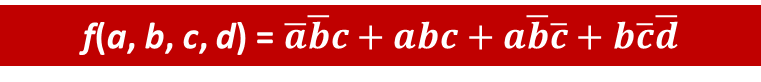 f(a, b, c, d) = a̅b̅c + abc + ab̅c̅ + bc̅d̅